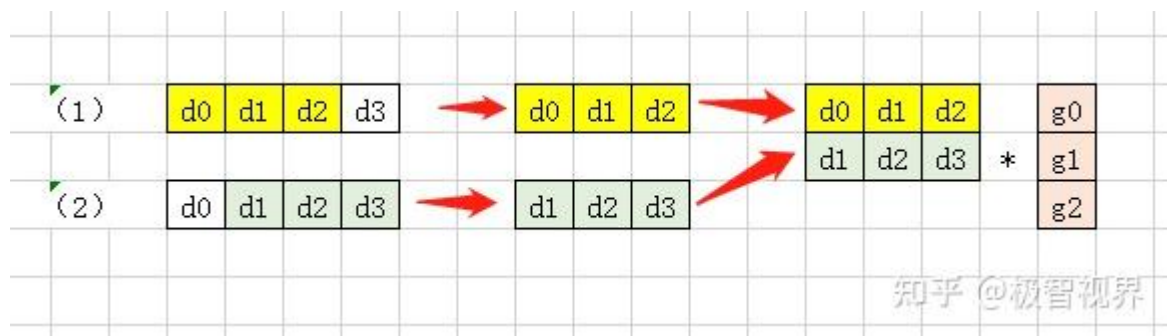 (1) d0 d1 d2 d3 d0 d1 d2 d0 d1 d2 g0
d1 d2 d3 * g1
(2) d0 d1 d2 d3 d1 d2 d3 g2
知乎 @极智视界